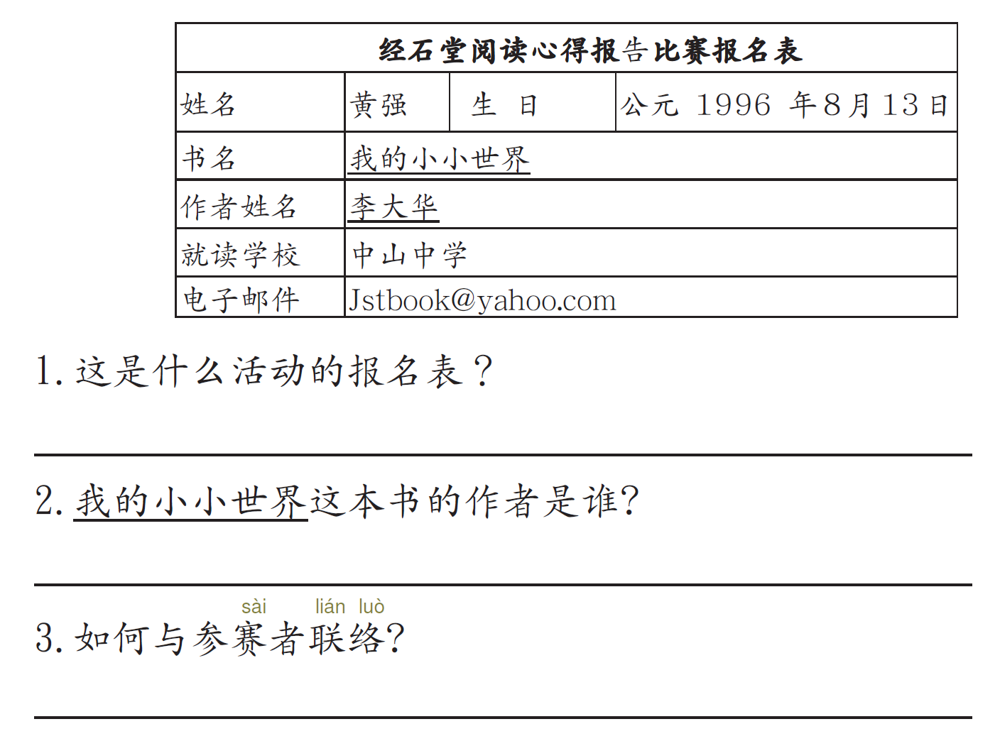 经石堂阅读心得报告比赛报名表
姓名 黄强 生 日 公元 1996 年8月13日
书名 我的小小世界
作者姓名 李大华
就读学校 中山中学
电子邮件 Jstbook@yahoo.com
1. 这是什么活动的报名表？
2. 我的小小世界这本书的作者是谁?
sài lián luò
3. 如何与参赛者联络?